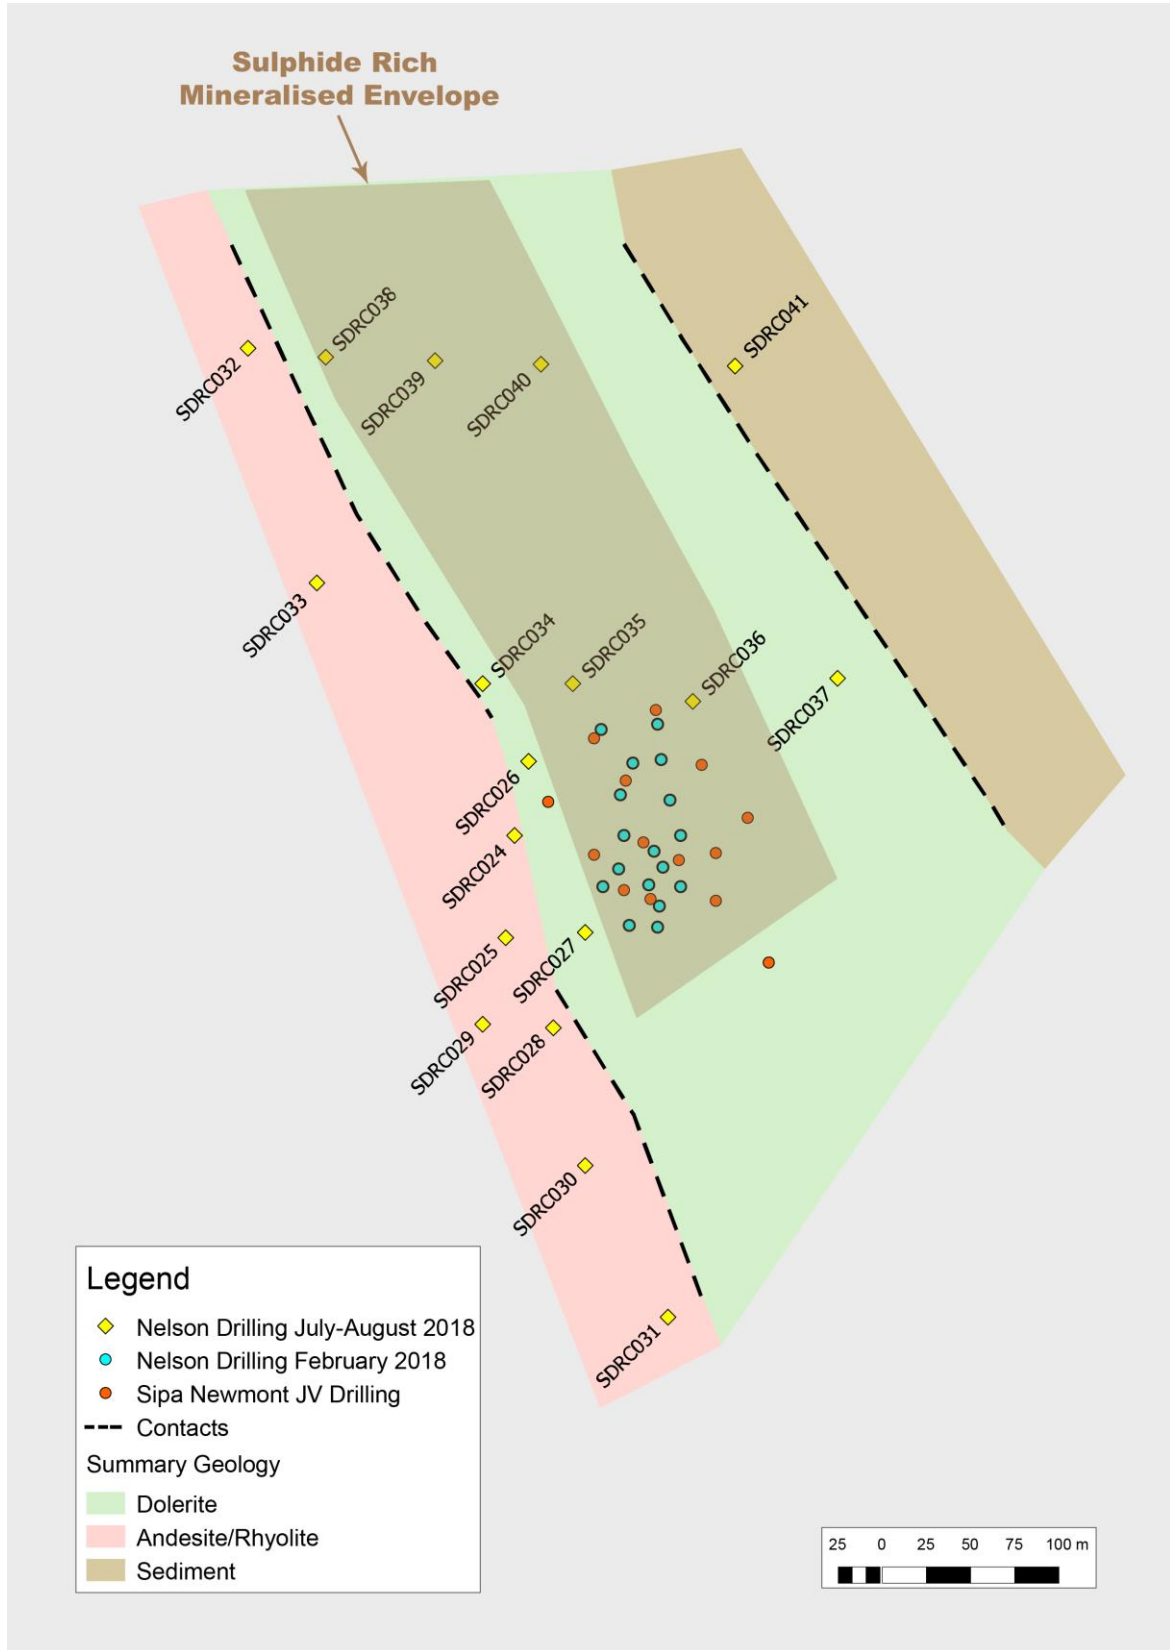 Sulphide Rich
Mineralised Envelope
SDRC038
SDRC041
SDRC032
SDRC039
SDRC040
SDRC033
SDRC034
SDRC035
SDRC036
SDRC037
SDRC026
SDRC024
SDRC025
SDRC027
SDRC029
SDRC028
SDRC030
SDRC031
Legend
Nelson Drilling July-August 2018
Nelson Drilling February 2018
Sipa Newmont JV Drilling
Contacts
Summary Geology
Dolerite
Andesite/Rhyolite
Sediment
25 0 25 50 75 100 m